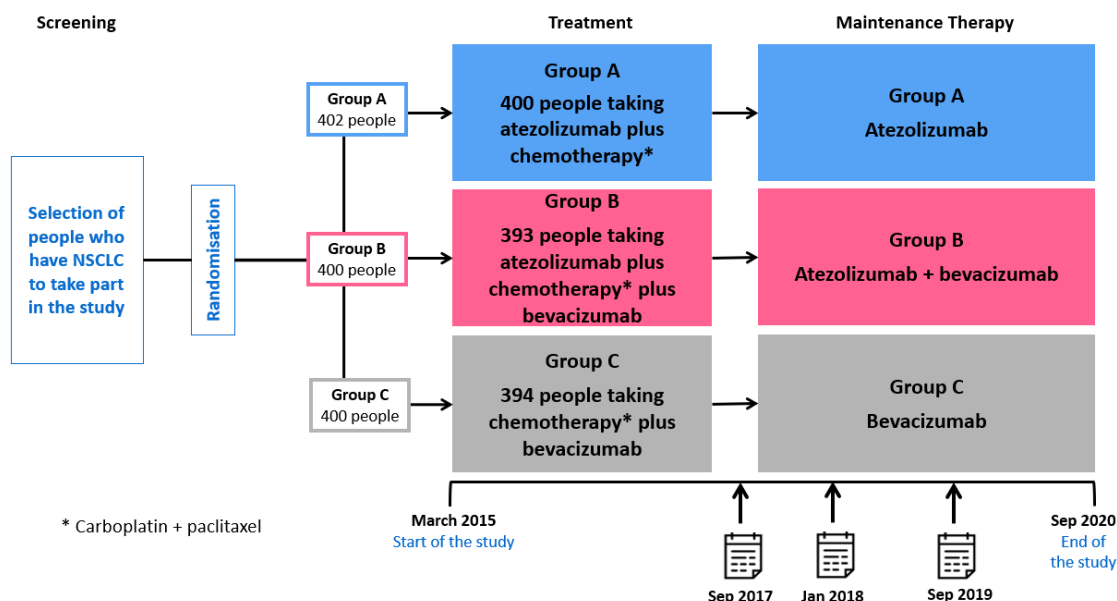 Screening
Treatment
Maintenance Therapy
Selection of
people who
have NSCLC
to take part
in the study
Randomisation
Group A
402 people
Group B
400 people
Group C
400 people
Group A
400 people taking
atezolizumab plus
chemotherapy*
Group A
Atezolizumab
Group B
393 people taking
atezolizumab plus
chemotherapy* plus
bevacizumab
Group B
Atezolizumab + bevacizumab
Group C
394 people taking
chemotherapy* plus
bevacizumab
Group C
Bevacizumab
* Carboplatin + paclitaxel
March 2015
Start of the study
Sep 2017
Jan 2018
Sep 2019
Sep 2020
End of
the study